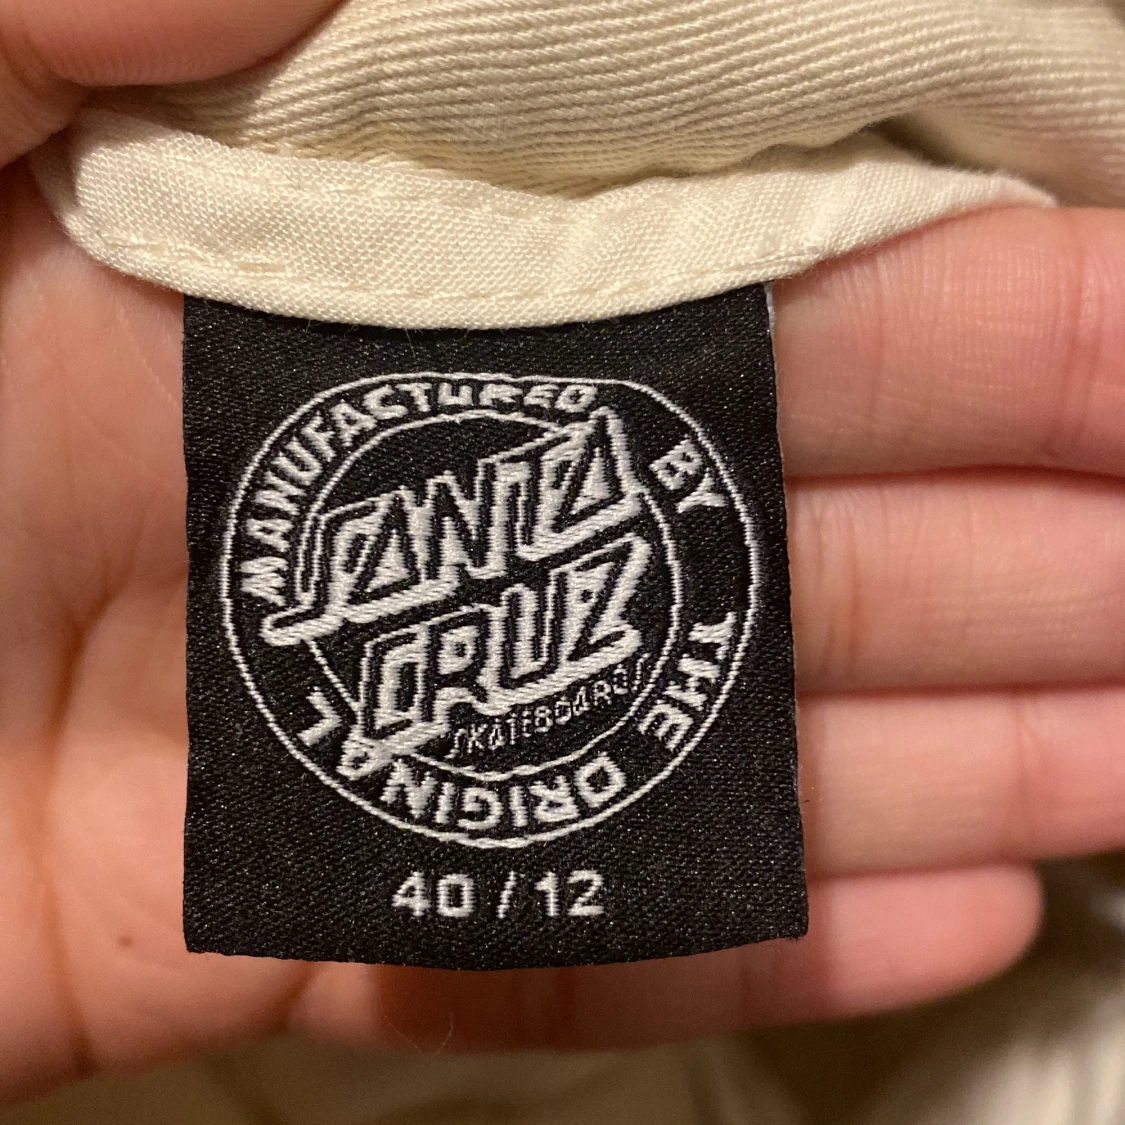 MANUFACTURED BY THE ORIGINAL
SANTA
CRUZ
SKATEBOARDS
40 / 12